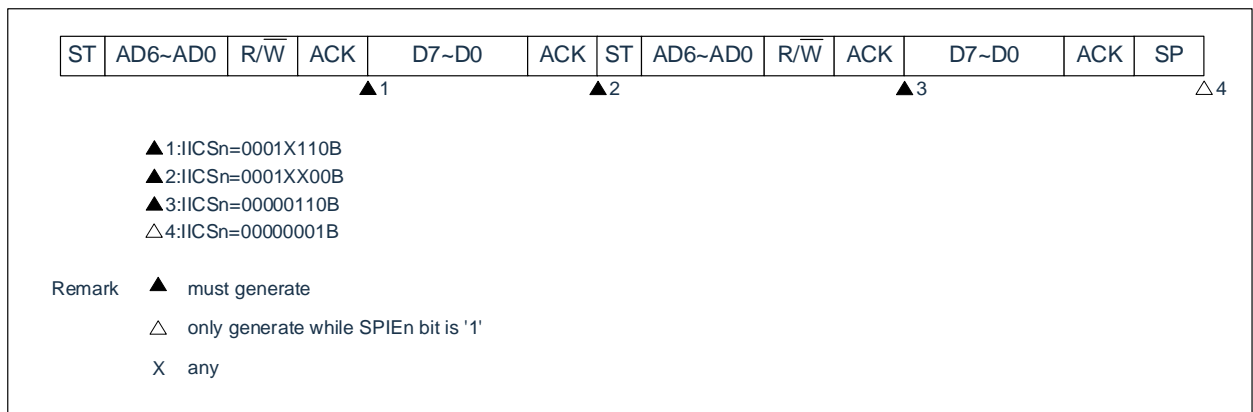 ST AD6~AD0 R/W̅ ACK D7~D0 ACK ST AD6~AD0 R/W̅ ACK D7~D0 ACK SP
▲1 ▲2 ▲3 △4
▲1:IICSn=0001X110B
▲2:IICSn=0001XX00B
▲3:IICSn=00000110B
△4:IICSn=00000001B
Remark ▲ must generate
△ only generate while SPIEn bit is '1'
X any